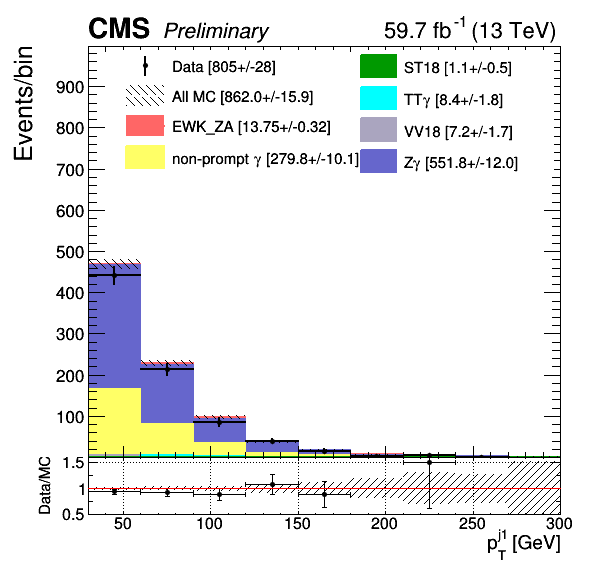 CMS Preliminary 59.7 fb⁻¹ (13 TeV)
Events/bin
900
800
700
600
500
400
300
200
100
Data [805+/-28]
All MC [862.0+/-15.9]
EWK_ZA [13.75+/-0.32]
non-prompt γ [279.8+/-10.1]
ST18 [1.1+/-0.5]
TTγ [8.4+/-1.8]
VV18 [7.2+/-1.7]
Zγ [551.8+/-12.0]
Data/MC
1.5
1
0.5
50 100 150 200 250 300
p_T^j1 [GeV]